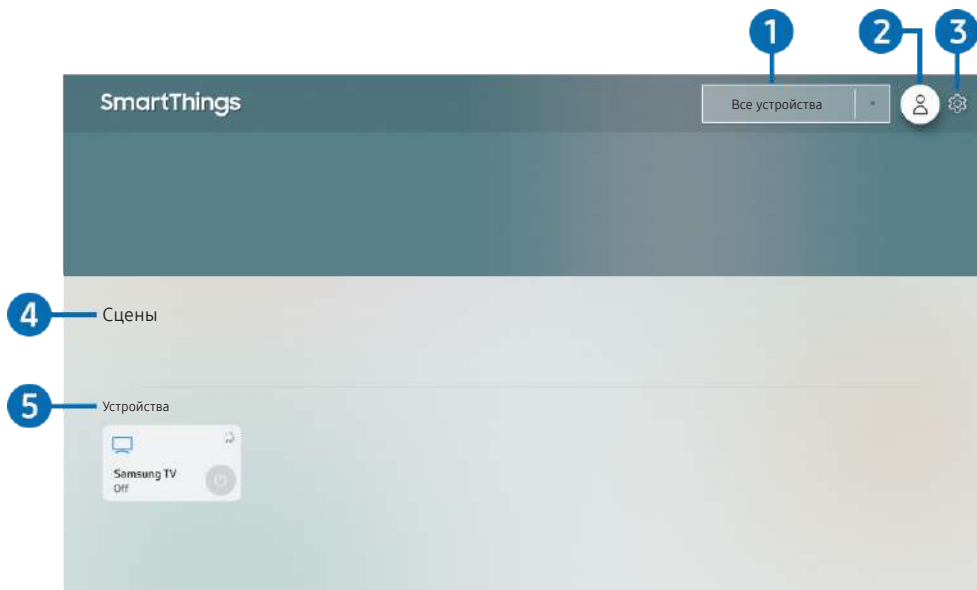 1 2 3
SmartThings
Все устройства
4 Сцены
5 Устройства
Samsung TV
Off